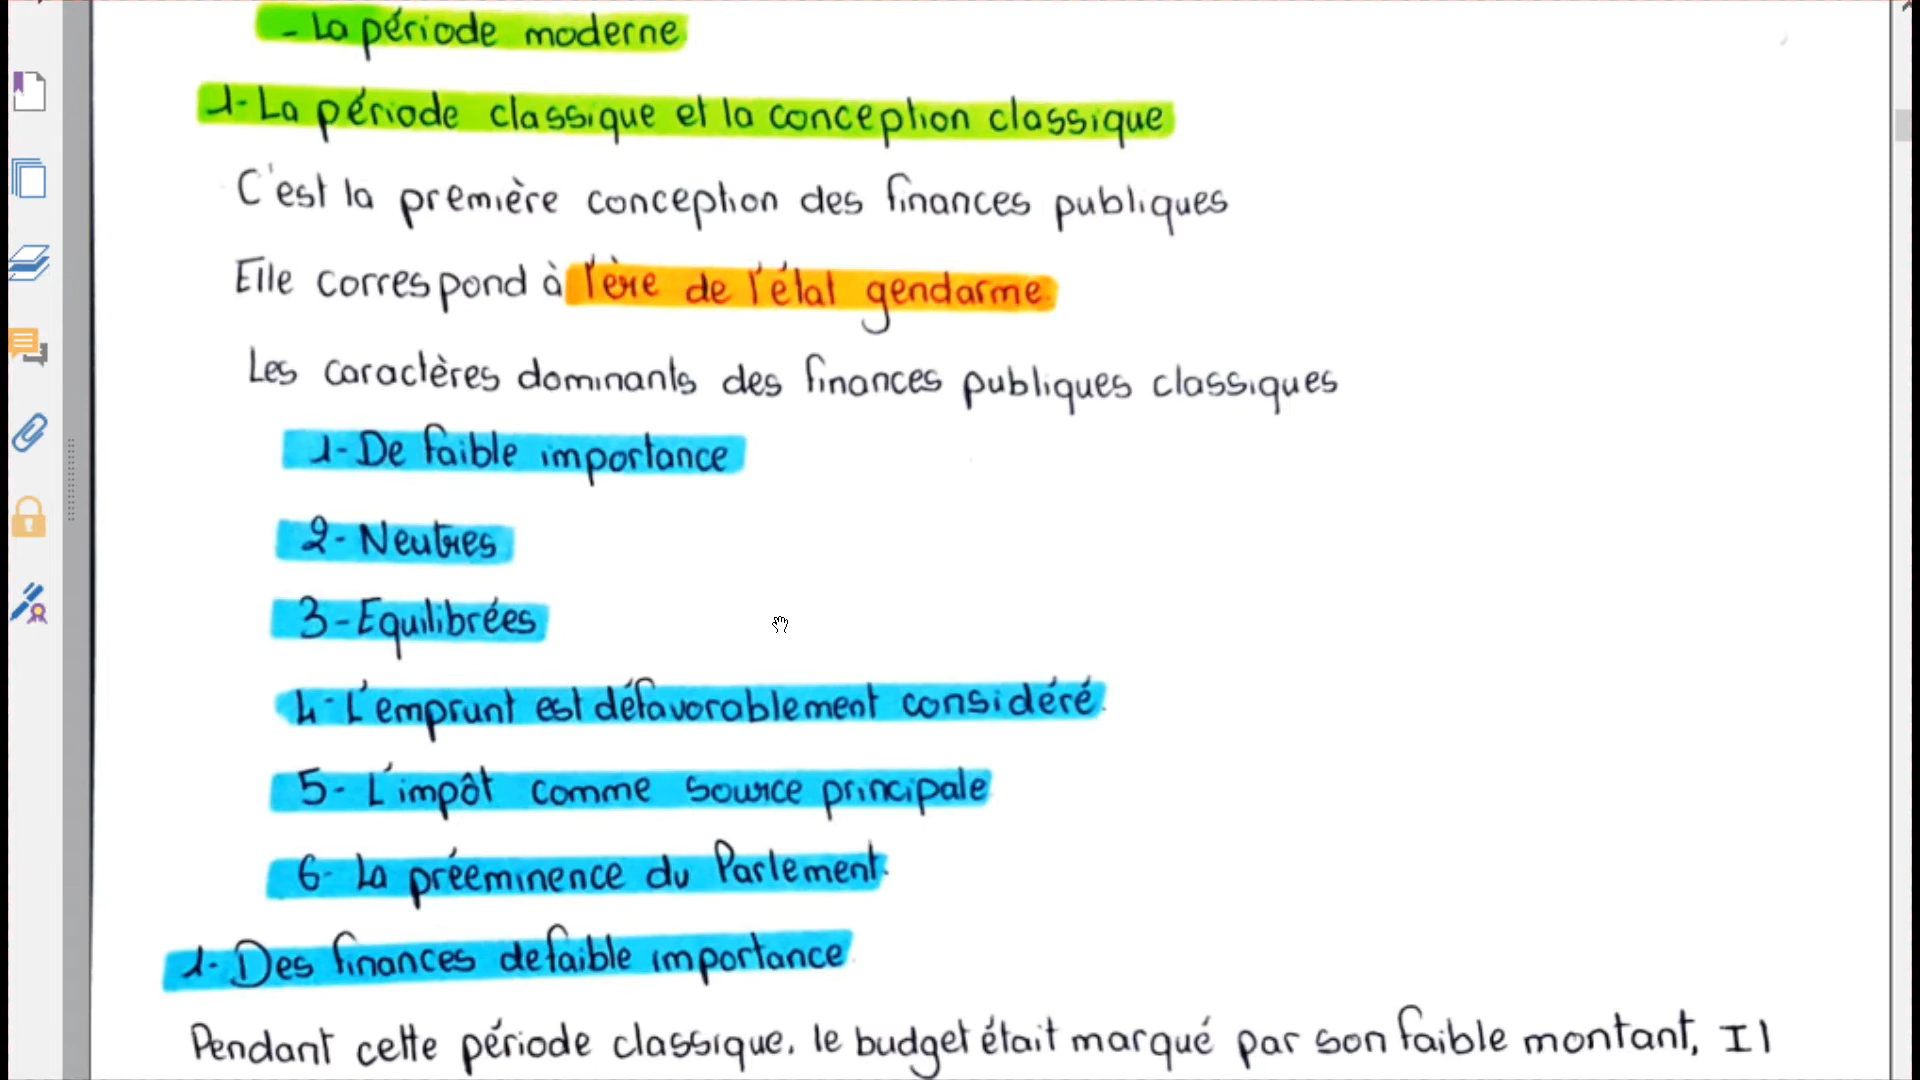 - La période moderne
1- La période classique et la conception classique
C'est la première conception des finances publiques
Elle correspond à l'ère de l'état gendarme.
Les caractères dominants des finances publiques classiques
1- De faible importance
2- Neutres
3- Equilibrées
4- L'emprunt est défavorablement considéré.
5- L'impôt comme source principale
6- La prééminence du Parlement.
1- Des finances de faible importance.
Pendant cette période classique. le budget était marqué par son faible montant, Il